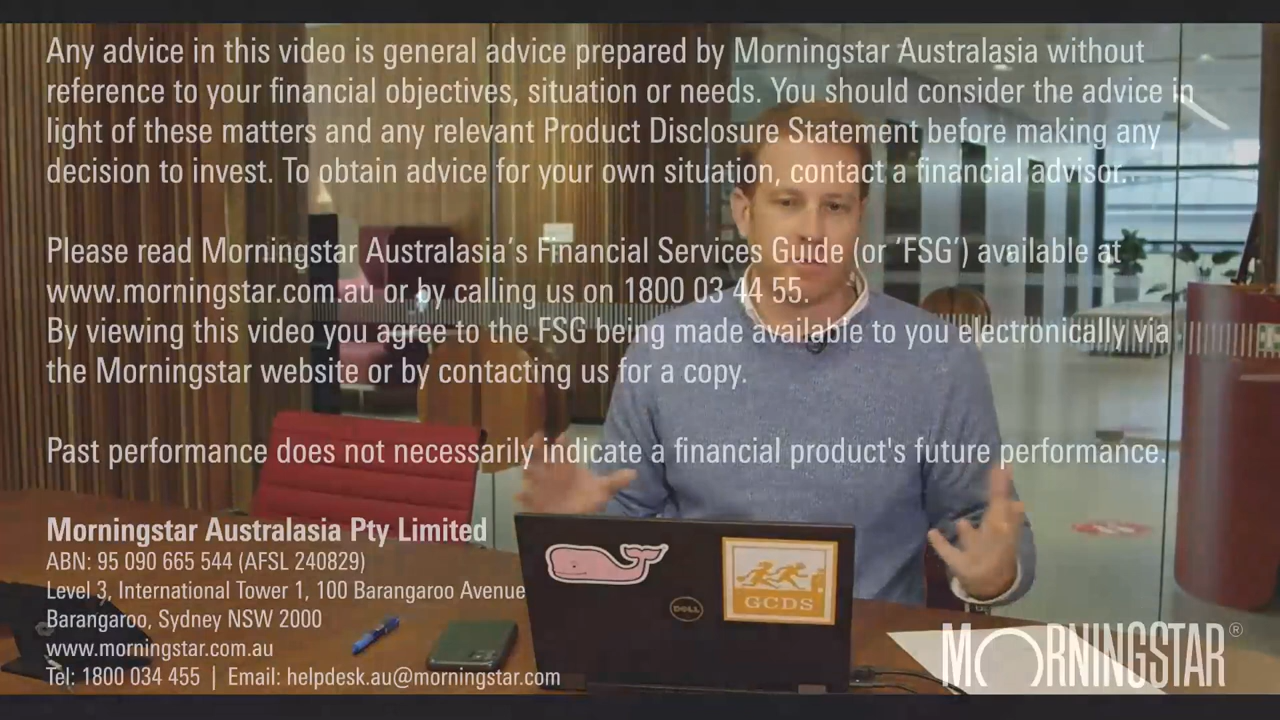 Any advice in this video is general advice prepared by Morningstar Australasia without
reference to your financial objectives, situation or needs. You should consider the advice in
light of these matters and any relevant Product Disclosure Statement before making any
decision to invest. To obtain advice for your own situation, contact a financial advisor.
Please read Morningstar Australasia’s Financial Services Guide (or ‘FSG’) available at
www.morningstar.com.au or by calling us on 1800 03 44 55.
By viewing this video you agree to the FSG being made available to you electronically via
the Morningstar website or by contacting us for a copy.
Past performance does not necessarily indicate a financial product's future performance.
Morningstar Australasia Pty Limited
ABN: 95 090 665 544 (AFSL 240829)
Level 3, International Tower 1, 100 Barangaroo Avenue
Barangaroo, Sydney NSW 2000
www.morningstar.com.au
Tel: 1800 034 455 | Email: helpdesk.au@morningstar.com
DELL
GCDS
MORNINGSTAR®